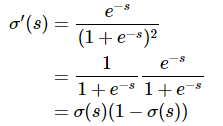 σ′(s) = e⁻ˢ / (1 + e⁻ˢ)²
= 1 / (1 + e⁻ˢ) e⁻ˢ / (1 + e⁻ˢ)
= σ(s)(1 − σ(s))